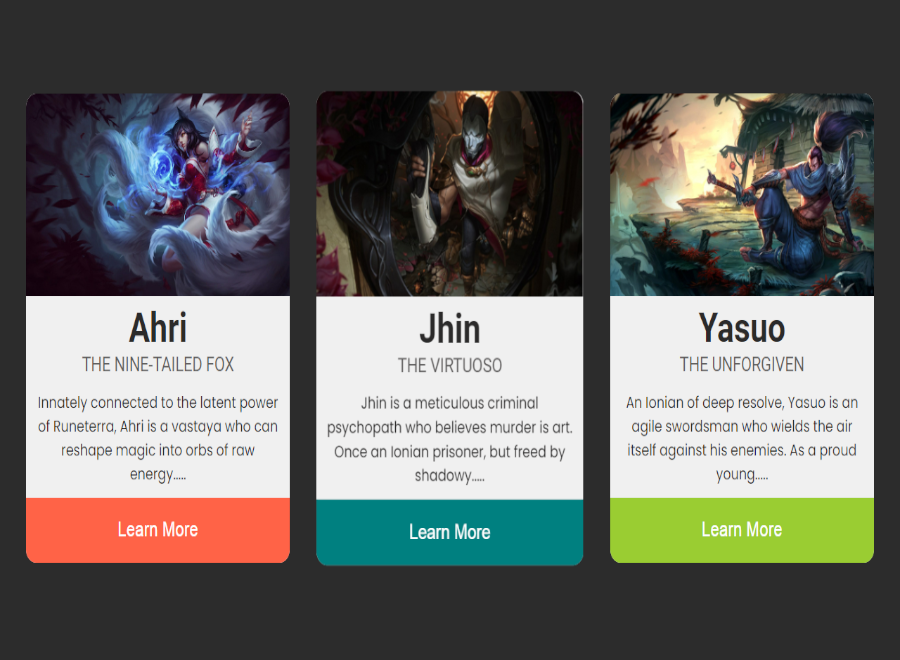 Ahri
THE NINE-TAILED FOX
Innately connected to the latent power
of Runeterra, Ahri is a vastaya who can
reshape magic into orbs of raw
energy.....
Learn More
Jhin
THE VIRTUOSO
Jhin is a meticulous criminal
psychopath who believes murder is art.
Once an Ionian prisoner, but freed by
shadowy.....
Learn More
Yasuo
THE UNFORGIVEN
An Ionian of deep resolve, Yasuo is an
agile swordsman who wields the air
itself against his enemies. As a proud
young.....
Learn More